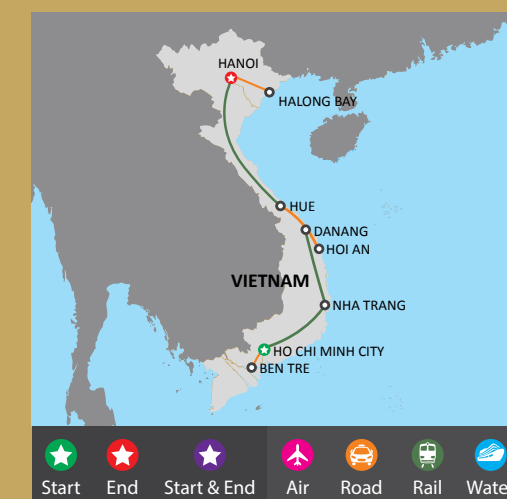 HANOI
HALONG BAY
HUE
DANANG
HOI AN
VIETNAM
NHA TRANG
HO CHI MINH CITY
BEN TRE
Start End Start & End Air Road Rail Wate